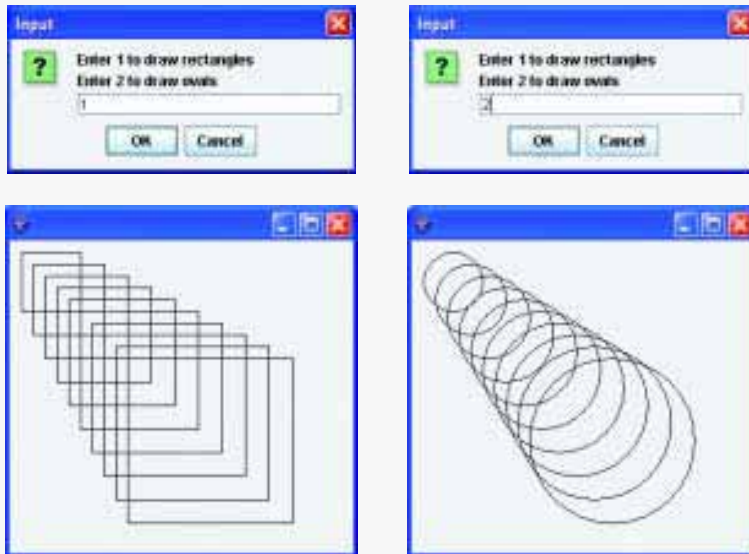 Input
Enter 1 to draw rectangles
Enter 2 to draw ovals
1
OK Cancel
Input
Enter 1 to draw rectangles
Enter 2 to draw ovals
2
OK Cancel